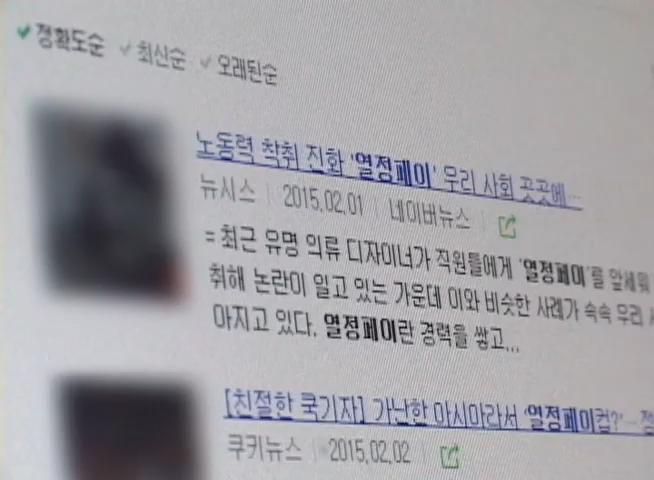 정확도순 최신순 오래된순
노동력 착취 진화 '열정페이' 우리 사회 곳곳에…
뉴시스 2015.02.01 네이버뉴스
= 최근 유명 의류 디자이너가 직원들에게 '열정페이'를 앞세워
취해 논란이 일고 있는 가운데 이와 비슷한 사례가 속속 우리
아지고 있다. 열정페이란 경력을 쌓고...
[친절한 쿡기자] 가난한 마시마라서 '열정페이컵?'…
쿠키뉴스 2015.02.02